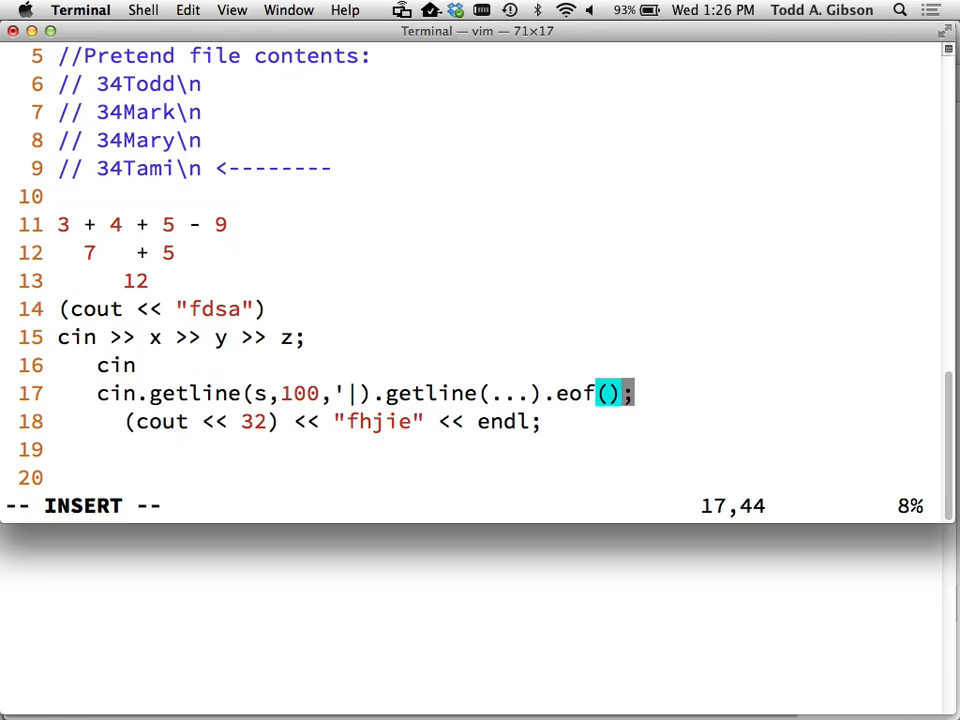 Terminal Shell Edit View Window Help 93% Wed 1:26 PM Todd A. Gibson
Terminal — vim — 71×17
5 //Pretend file contents:
6 // 34Todd\n
7 // 34Mark\n
8 // 34Mary\n
9 // 34Tami\n <--------
10
11 3 + 4 + 5 - 9
12 7 + 5
13 12
14 (cout << "fdsa")
15 cin >> x >> y >> z;
16 cin
17 cin.getline(s,100,'|).getline(...).eof();
18 (cout << 32) << "fhjie" << endl;
19
20
-- INSERT -- 17,44 8%